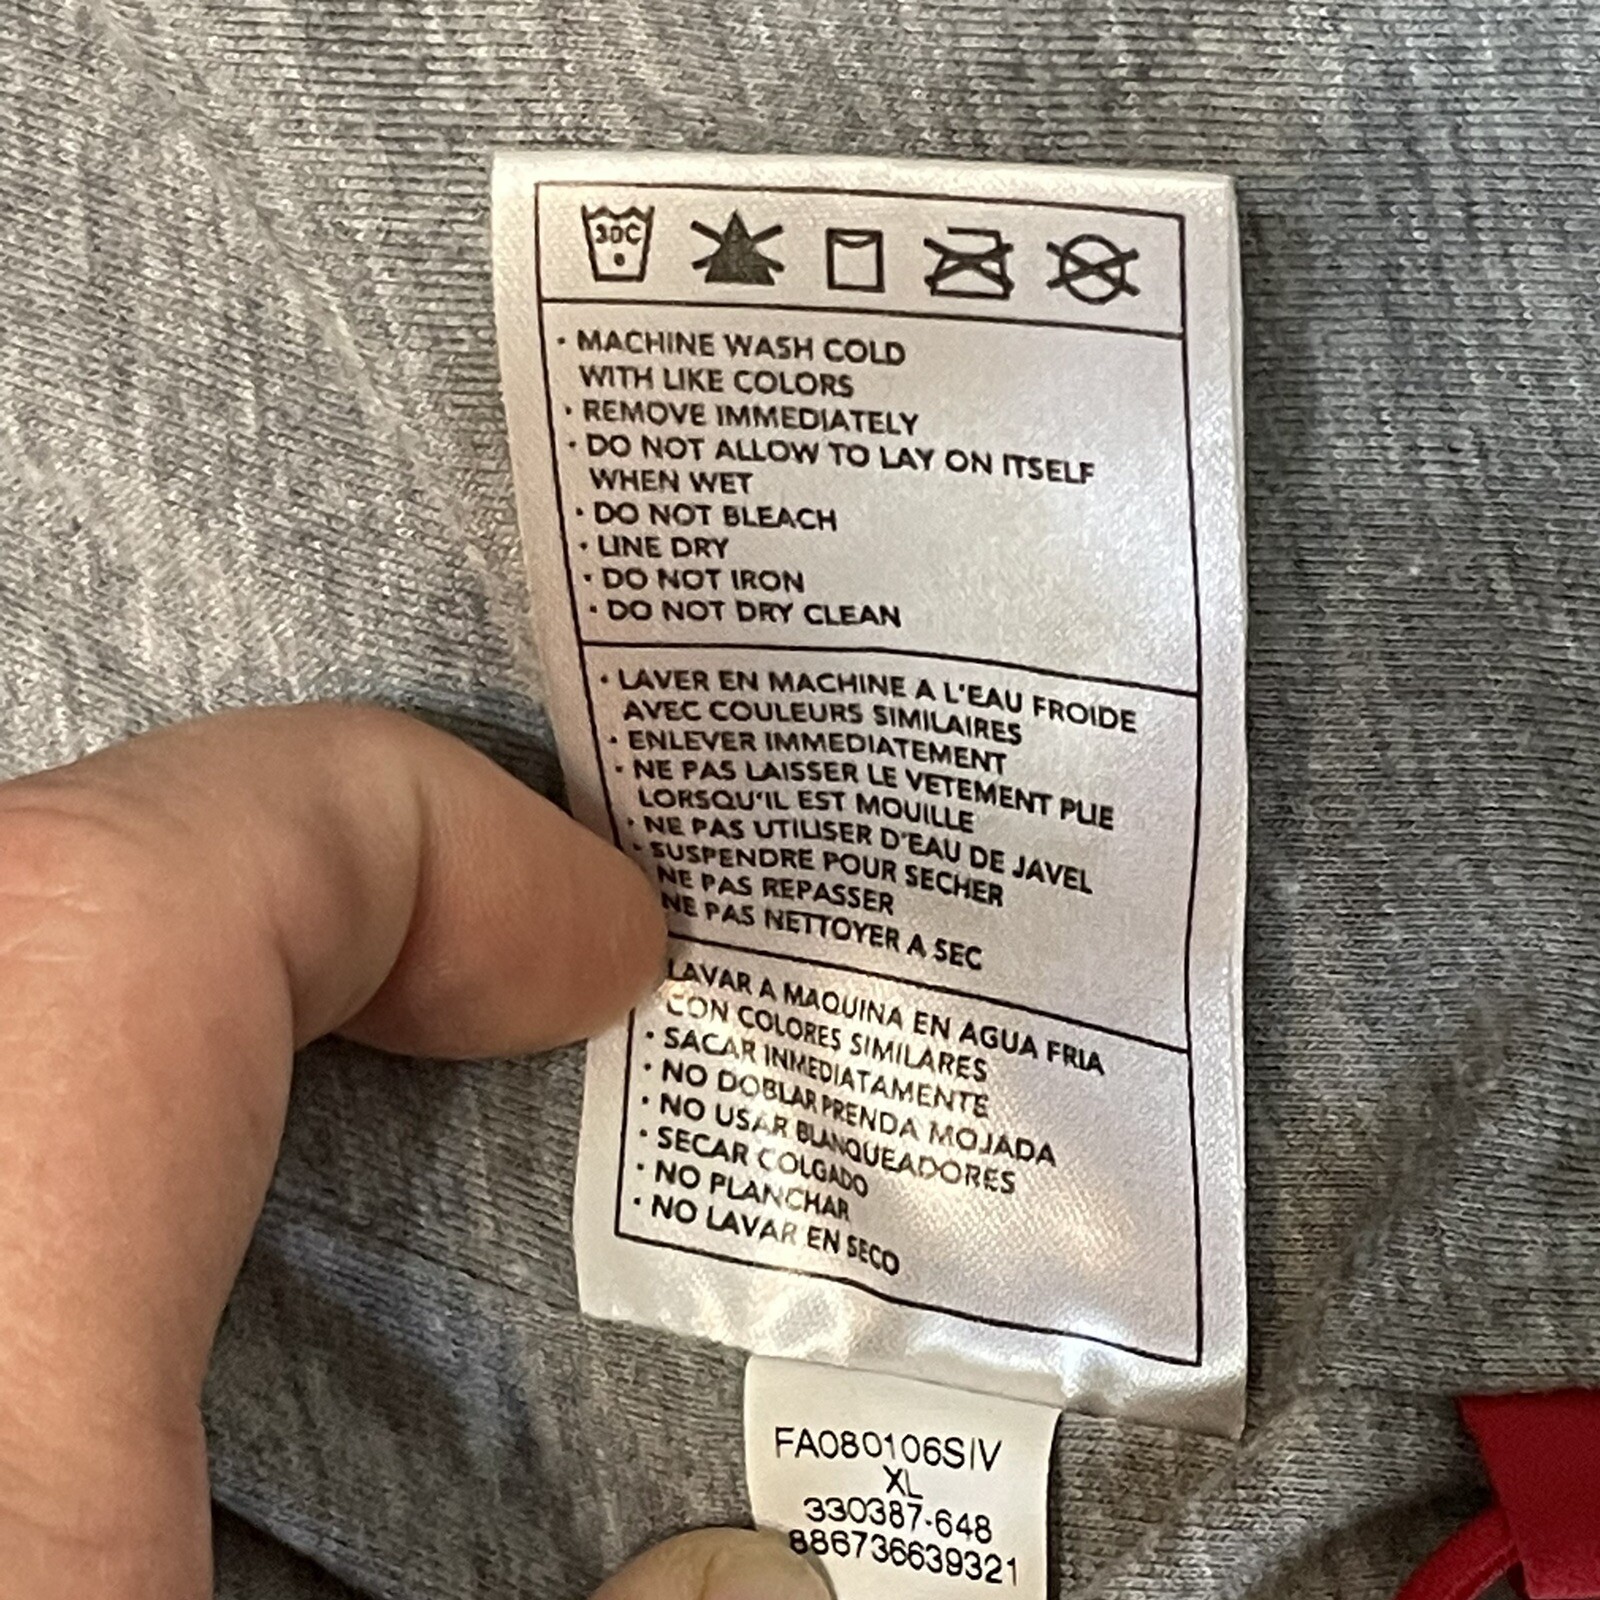 30C
· MACHINE WASH COLD
WITH LIKE COLORS
· REMOVE IMMEDIATELY
· DO NOT ALLOW TO LAY ON ITSELF
WHEN WET
· DO NOT BLEACH
· LINE DRY
· DO NOT IRON
· DO NOT DRY CLEAN
· LAVER EN MACHINE A L'EAU FROIDE
AVEC COULEURS SIMILAIRES
· ENLEVER IMMEDIATEMENT
· NE PAS LAISSER LE VETEMENT PLIE
LORSQU'IL EST MOUILLE
· NE PAS UTILISER D'EAU DE JAVEL
· SUSPENDRE POUR SECHER
NE PAS REPASSER
NE PAS NETTOYER A SEC
LAVAR A MAQUINA EN AGUA FRIA
CON COLORES SIMILARES
· SACAR INMEDIATAMENTE
· NO DOBLAR PRENDA MOJADA
· NO USAR BLANQUEADORES
· SECAR COLGADO
· NO PLANCHAR
· NO LAVAR EN SECO
FA080106SIV
XL
330387-648
886736639321